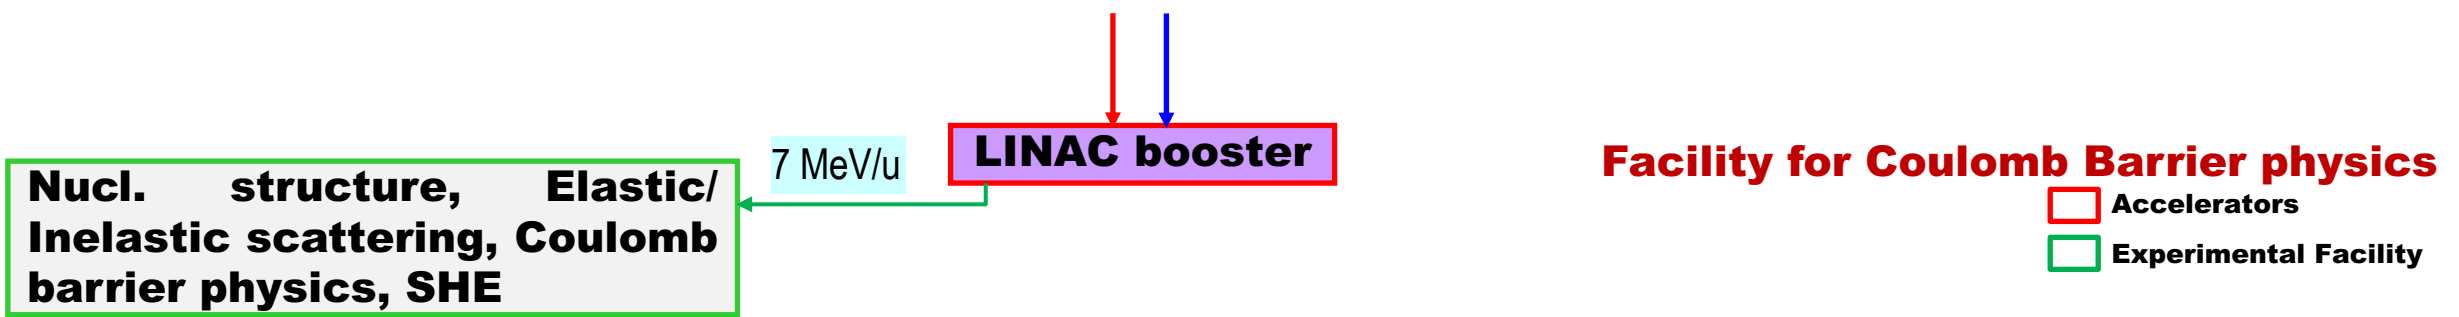 LINAC booster
7 MeV/u
Nucl. structure, Elastic/
Inelastic scattering, Coulomb
barrier physics, SHE
Facility for Coulomb Barrier physics
Accelerators
Experimental Facility